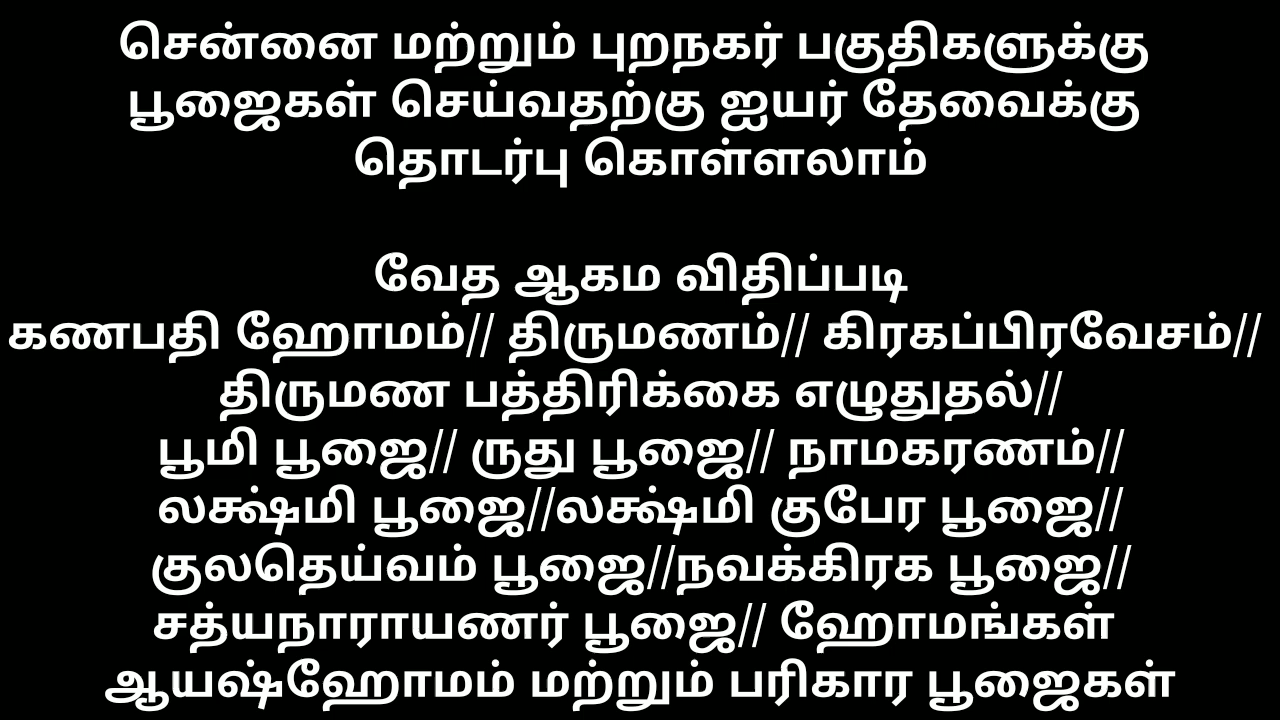 சென்னை மற்றும் புறநகர் பகுதிகளுக்கு
பூஜைகள் செய்வதற்கு ஐயர் தேவைக்கு
தொடர்பு கொள்ளலாம்
வேத ஆகம விதிப்படி
கணபதி ஹோமம்// திருமணம்// கிரகப்பிரவேசம்//
திருமண பத்திரிக்கை எழுதுதல்//
பூமி பூஜை// ருது பூஜை// நாமகரணம்//
லக்ஷ்மி பூஜை//லக்ஷ்மி குபேர பூஜை//
குலதெய்வம் பூஜை//நவக்கிரக பூஜை//
சத்யநாராயணர் பூஜை// ஹோமங்கள்
ஆயஷ்ஹோமம் மற்றும் பரிகார பூஜைகள்